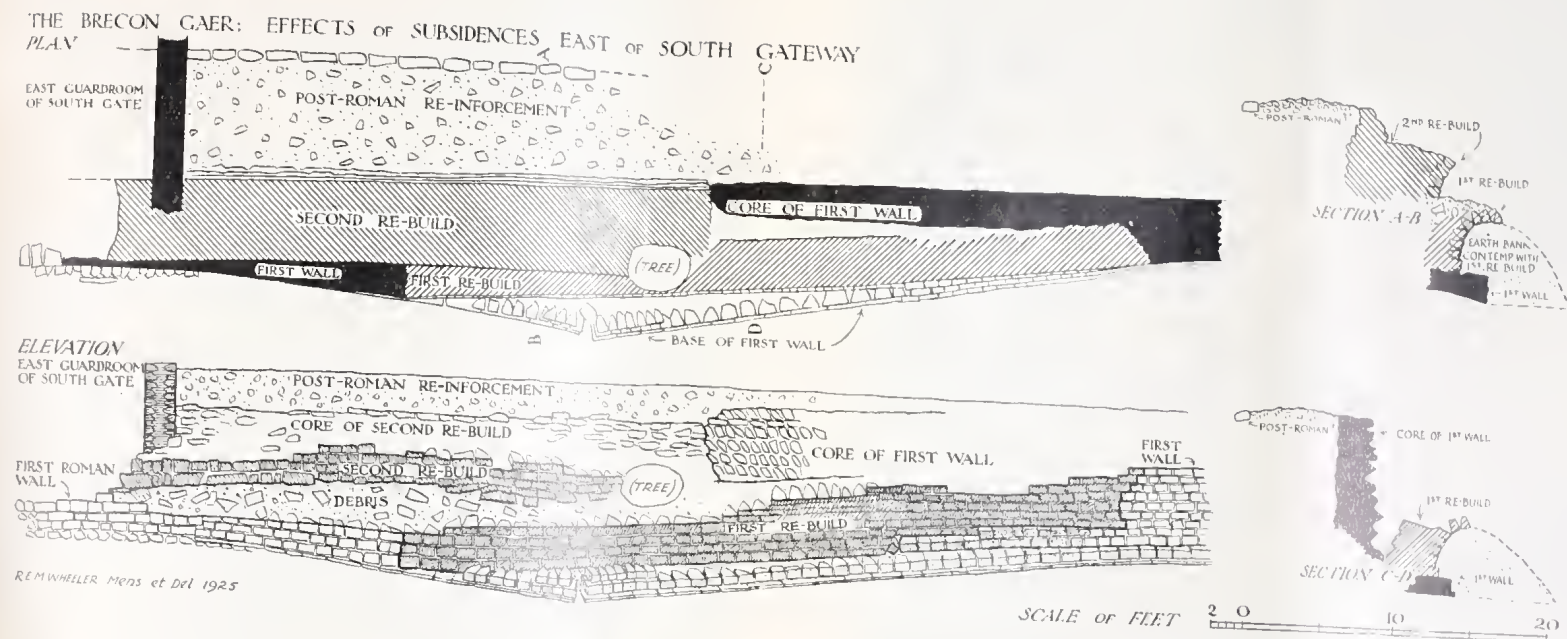 THE BRECON GAER: EFFECTS OF SUBSIDENCES EAST OF SOUTH GATEWAY
PLAN
A
C
EAST GUARDROOM
OF SOUTH GATE
POST-ROMAN RE-INFORCEMENT
SECOND RE-BUILD
CORE OF FIRST WALL
(TREE)
FIRST WALL
FIRST RE-BUILD
B
D
BASE OF FIRST WALL
POST-ROMAN
2ND RE-BUILD
1ST RE-BUILD
SECTION A-B
EARTH BANK
CONTEMP WITH
1ST RE BUILD
1ST WALL
ELEVATION
EAST GUARDROOM
OF SOUTH GATE
POST-ROMAN RE-INFORCEMENT
CORE OF SECOND RE-BUILD
FIRST ROMAN
WALL
SECOND RE-BUILD
(TREE)
CORE OF FIRST WALL
FIRST
WALL
DEBRIS
FIRST RE-BUILD
POST-ROMAN
CORE OF 1ST WALL
1ST RE-BUILD
SECTION C-D
1ST WALL
R.E.M WHEELER Mens et Del 1925
SCALE OF FEET 2 0 10 20